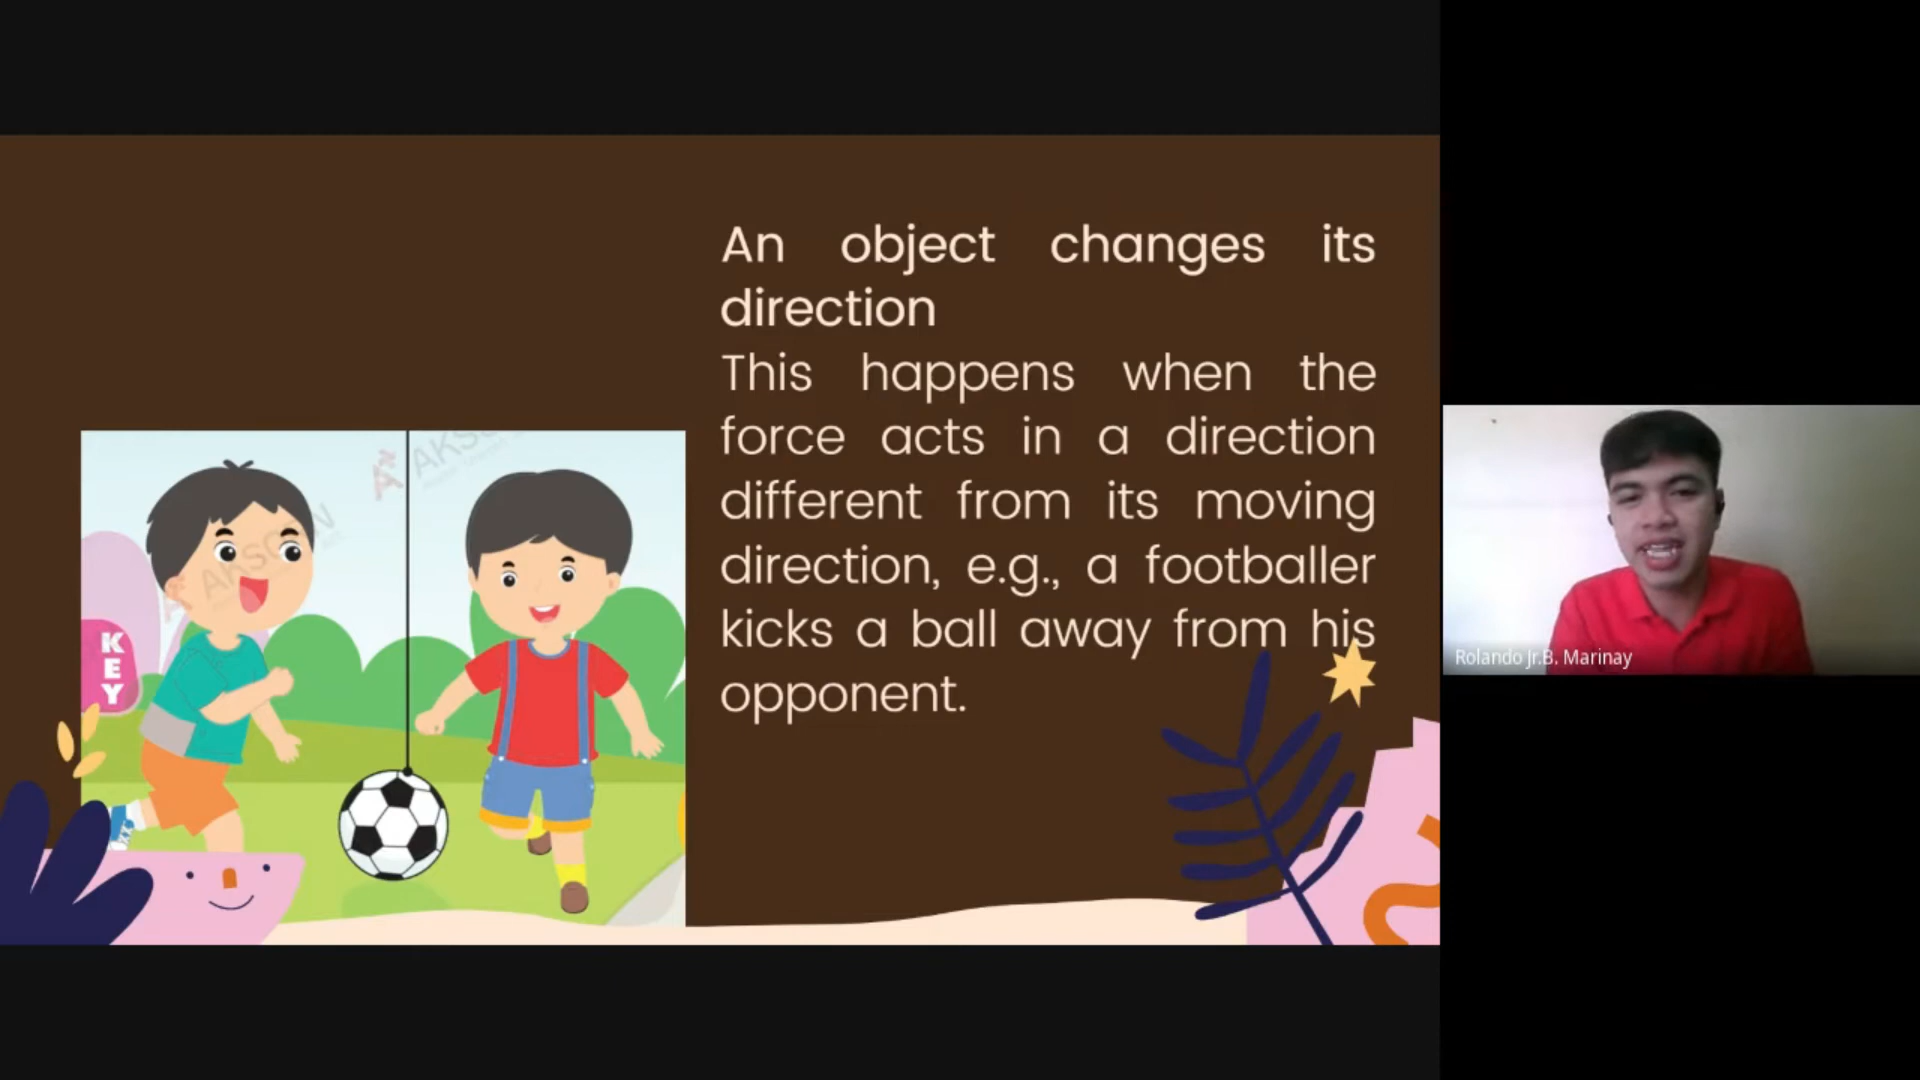 An object changes its
direction
This happens when the
force acts in a direction
different from its moving
direction, e.g., a footballer
kicks a ball away from his
opponent.
K
E
Y
Rolando Jr.B. Marinay